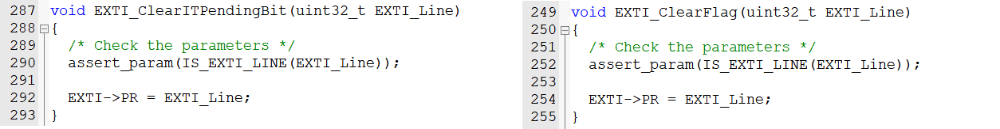 287 void EXTI_ClearITPendingBit(uint32_t EXTI_Line)
288 {
289 /* Check the parameters */
290 assert_param(IS_EXTI_LINE(EXTI_Line));
291
292 EXTI->PR = EXTI_Line;
293 }
249 void EXTI_ClearFlag(uint32_t EXTI_Line)
250 {
251 /* Check the parameters */
252 assert_param(IS_EXTI_LINE(EXTI_Line));
253
254 EXTI->PR = EXTI_Line;
255 }